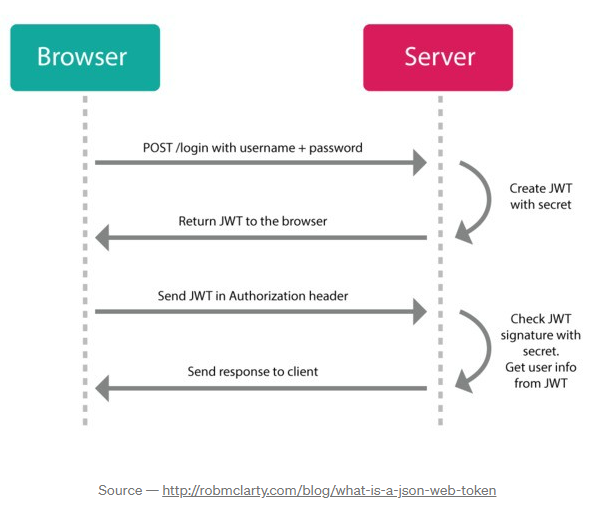 Browser
Server
POST /login with username + password
Create JWT
with secret
Return JWT to the browser
Send JWT in Authorization header
Check JWT
signature with
secret.
Get user info
from JWT
Send response to client
Source — http://robmclarty.com/blog/what-is-a-json-web-token